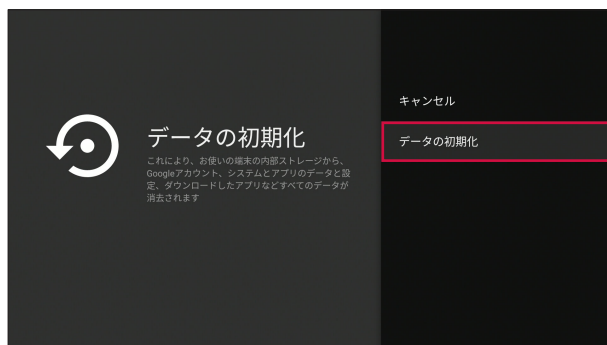 データの初期化
これにより、お使いの端末の内部ストレージから、
Googleアカウント、システムとアプリのデータと設
定、ダウンロードしたアプリなどすべてのデータが
消去されます
キャンセル
データの初期化